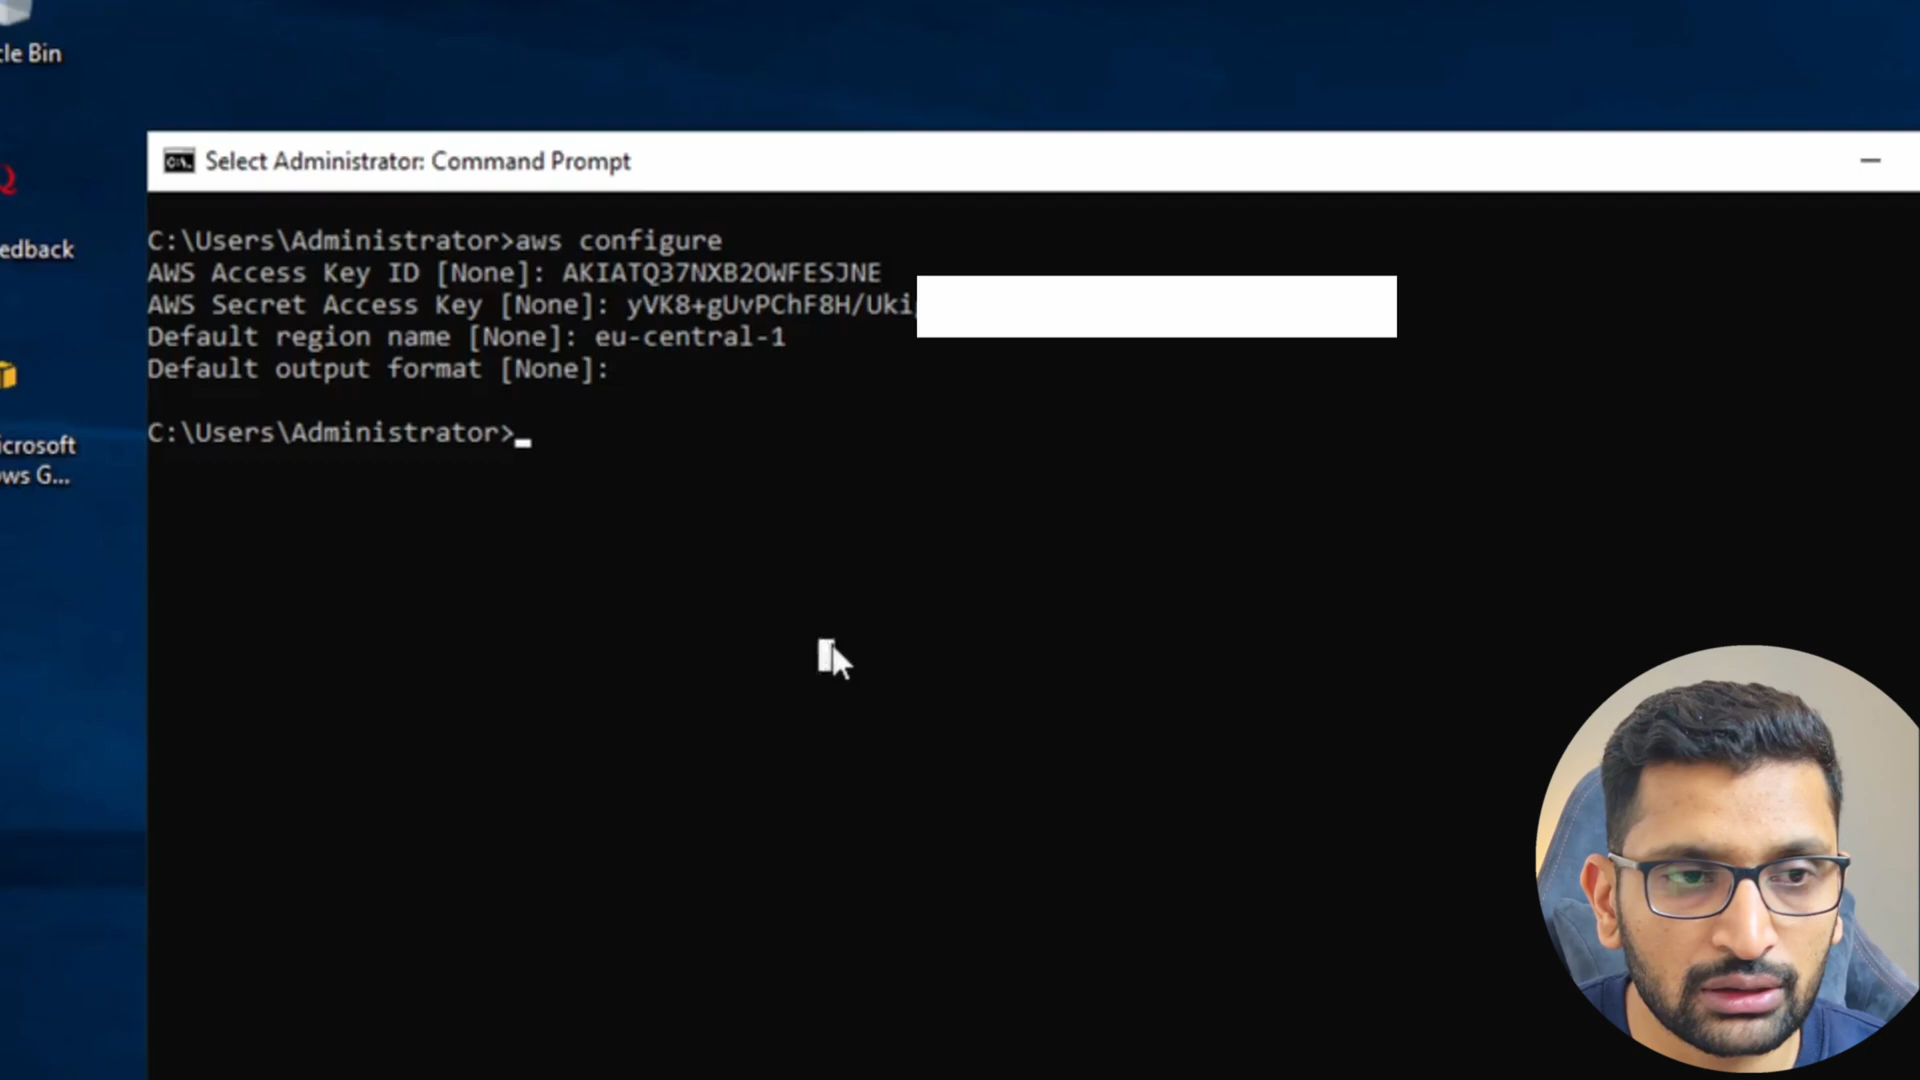 cle Bin
Select Administrator: Command Prompt
C:\Users\Administrator>aws configure
AWS Access Key ID [None]: AKIATQ37NXB2OWFESJNE
edback
AWS Secret Access Key [None]: yVK8+gUvPChF8H/Uki
Default region name [None]: eu-central-1
Default output format [None]:
C:\Users\Administrator>
icrosoft
ows G...